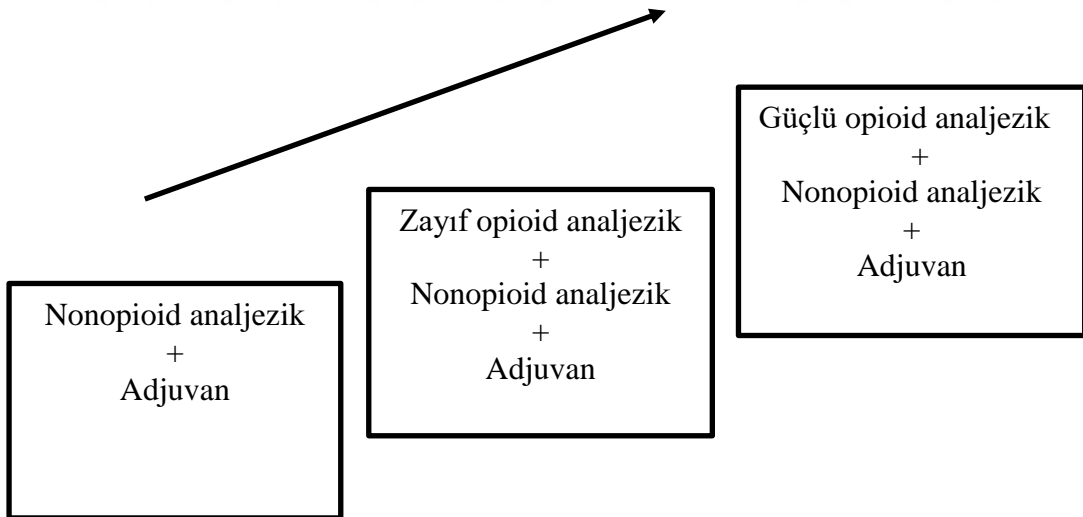 Nonopioid analjezik
+
Adjuvan
Zayıf opioid analjezik
+
Nonopioid analjezik
+
Adjuvan
Güçlü opioid analjezik
+
Nonopioid analjezik
+
Adjuvan